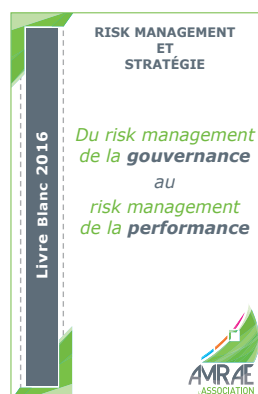 RISK MANAGEMENT
ET
STRATÉGIE
Livre Blanc 2016
Du risk management
de la gouvernance
au
risk management
de la performance
AMRAE
ASSOCIATION